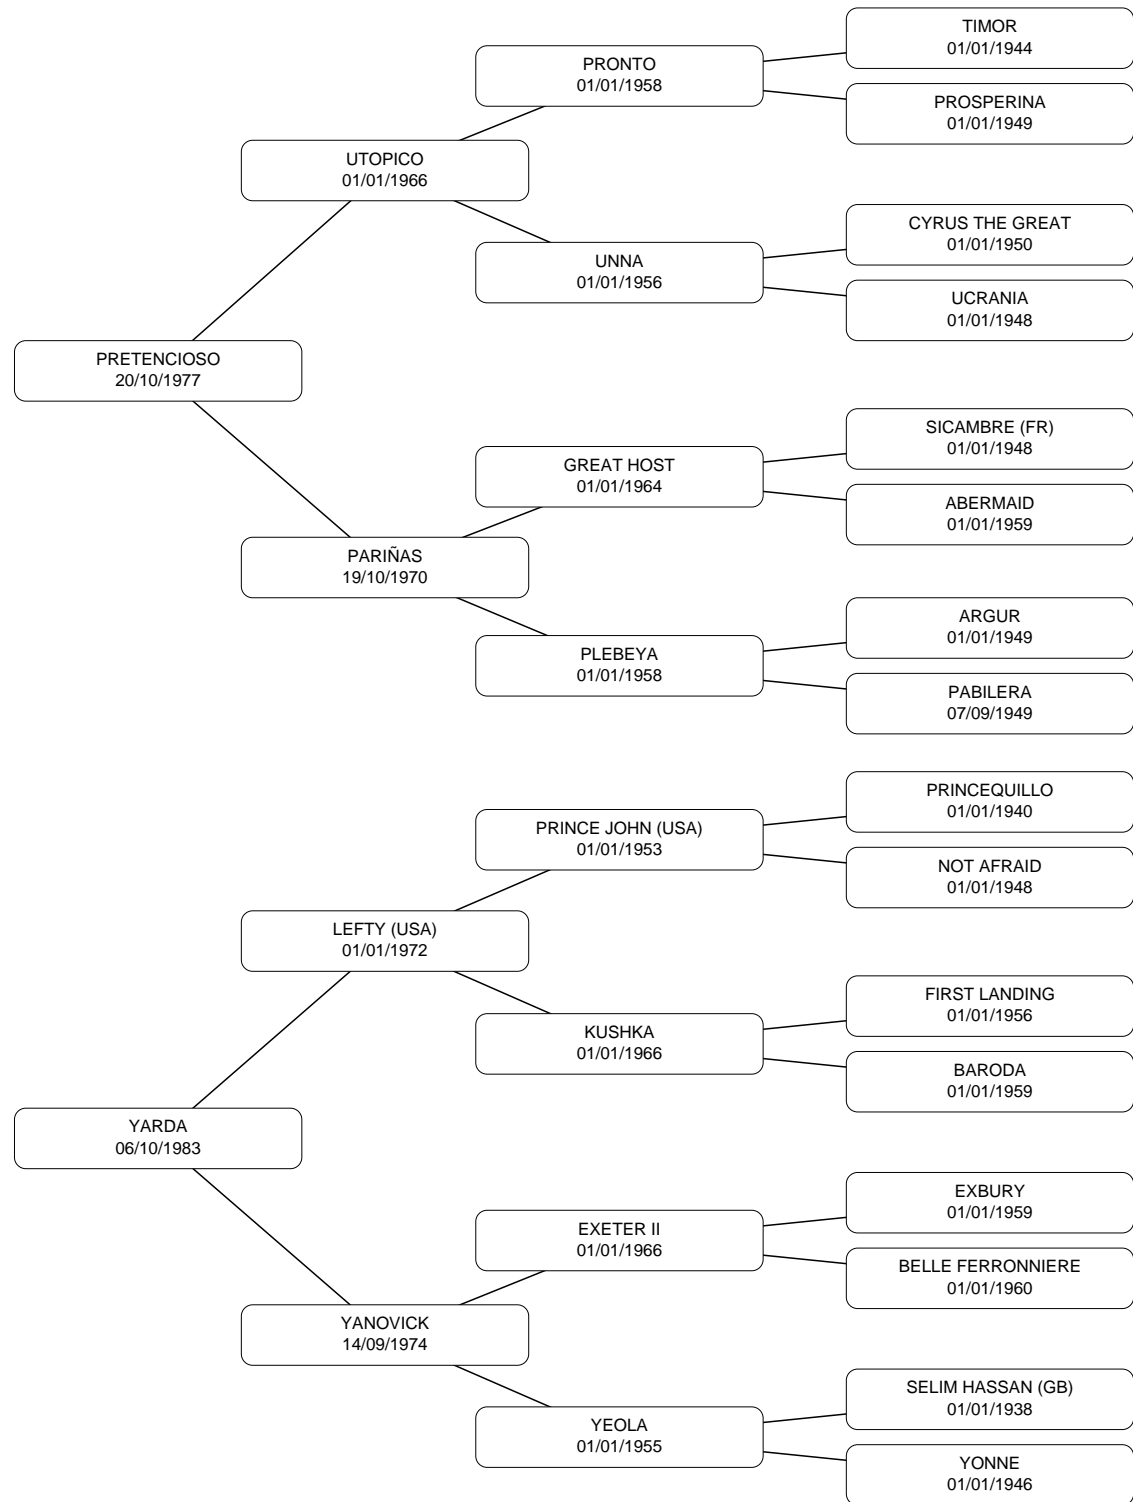 TIMOR
01/01/1944
PRONTO
01/01/1958
PROSPERINA
01/01/1949
UTOPICO
01/01/1966
CYRUS THE GREAT
01/01/1950
UNNA
01/01/1956
UCRANIA
01/01/1948
PRETENCIOSO
20/10/1977
SICAMBRE (FR)
01/01/1948
GREAT HOST
01/01/1964
ABERMAID
01/01/1959
PARIÑAS
19/10/1970
ARGUR
01/01/1949
PLEBEYA
01/01/1958
PABILERA
07/09/1949
PRINCEQUILLO
01/01/1940
PRINCE JOHN (USA)
01/01/1953
NOT AFRAID
01/01/1948
LEFTY (USA)
01/01/1972
FIRST LANDING
01/01/1956
KUSHKA
01/01/1966
BARODA
01/01/1959
YARDA
06/10/1983
EXBURY
01/01/1959
EXETER II
01/01/1966
BELLE FERRONNIERE
01/01/1960
YANOVICK
14/09/1974
SELIM HASSAN (GB)
01/01/1938
YEOLA
01/01/1955
YONNE
01/01/1946